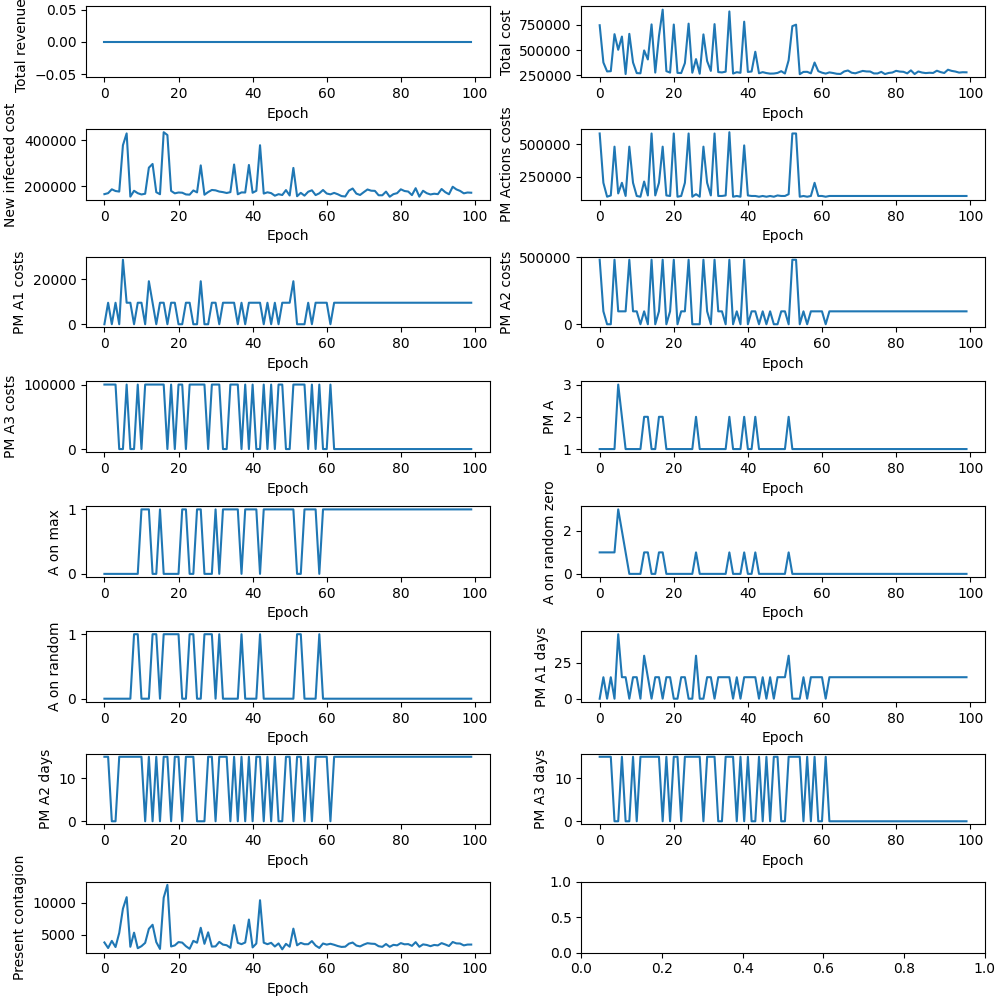 Total revenue
0.05
0.00
−0.05
0 20 40 60 80 100
Epoch
Total cost
750000
500000
250000
0 20 40 60 80 100
Epoch
New infected cost
400000
200000
0 20 40 60 80 100
Epoch
PM Actions costs
500000
250000
0 20 40 60 80 100
Epoch
PM A1 costs
20000
0
0 20 40 60 80 100
Epoch
PM A2 costs
500000
0
0 20 40 60 80 100
Epoch
PM A3 costs
100000
0
0 20 40 60 80 100
Epoch
PM A
3
2
1
0 20 40 60 80 100
Epoch
A on max
1
0
0 20 40 60 80 100
Epoch
A on random zero
2
0
0 20 40 60 80 100
Epoch
A on random
1
0
0 20 40 60 80 100
Epoch
PM A1 days
25
0
0 20 40 60 80 100
Epoch
PM A2 days
10
0
0 20 40 60 80 100
Epoch
PM A3 days
10
0
0 20 40 60 80 100
Epoch
Present contagion
10000
5000
0 20 40 60 80 100
Epoch
1.0
0.5
0.0
0.0 0.2 0.4 0.6 0.8 1.0